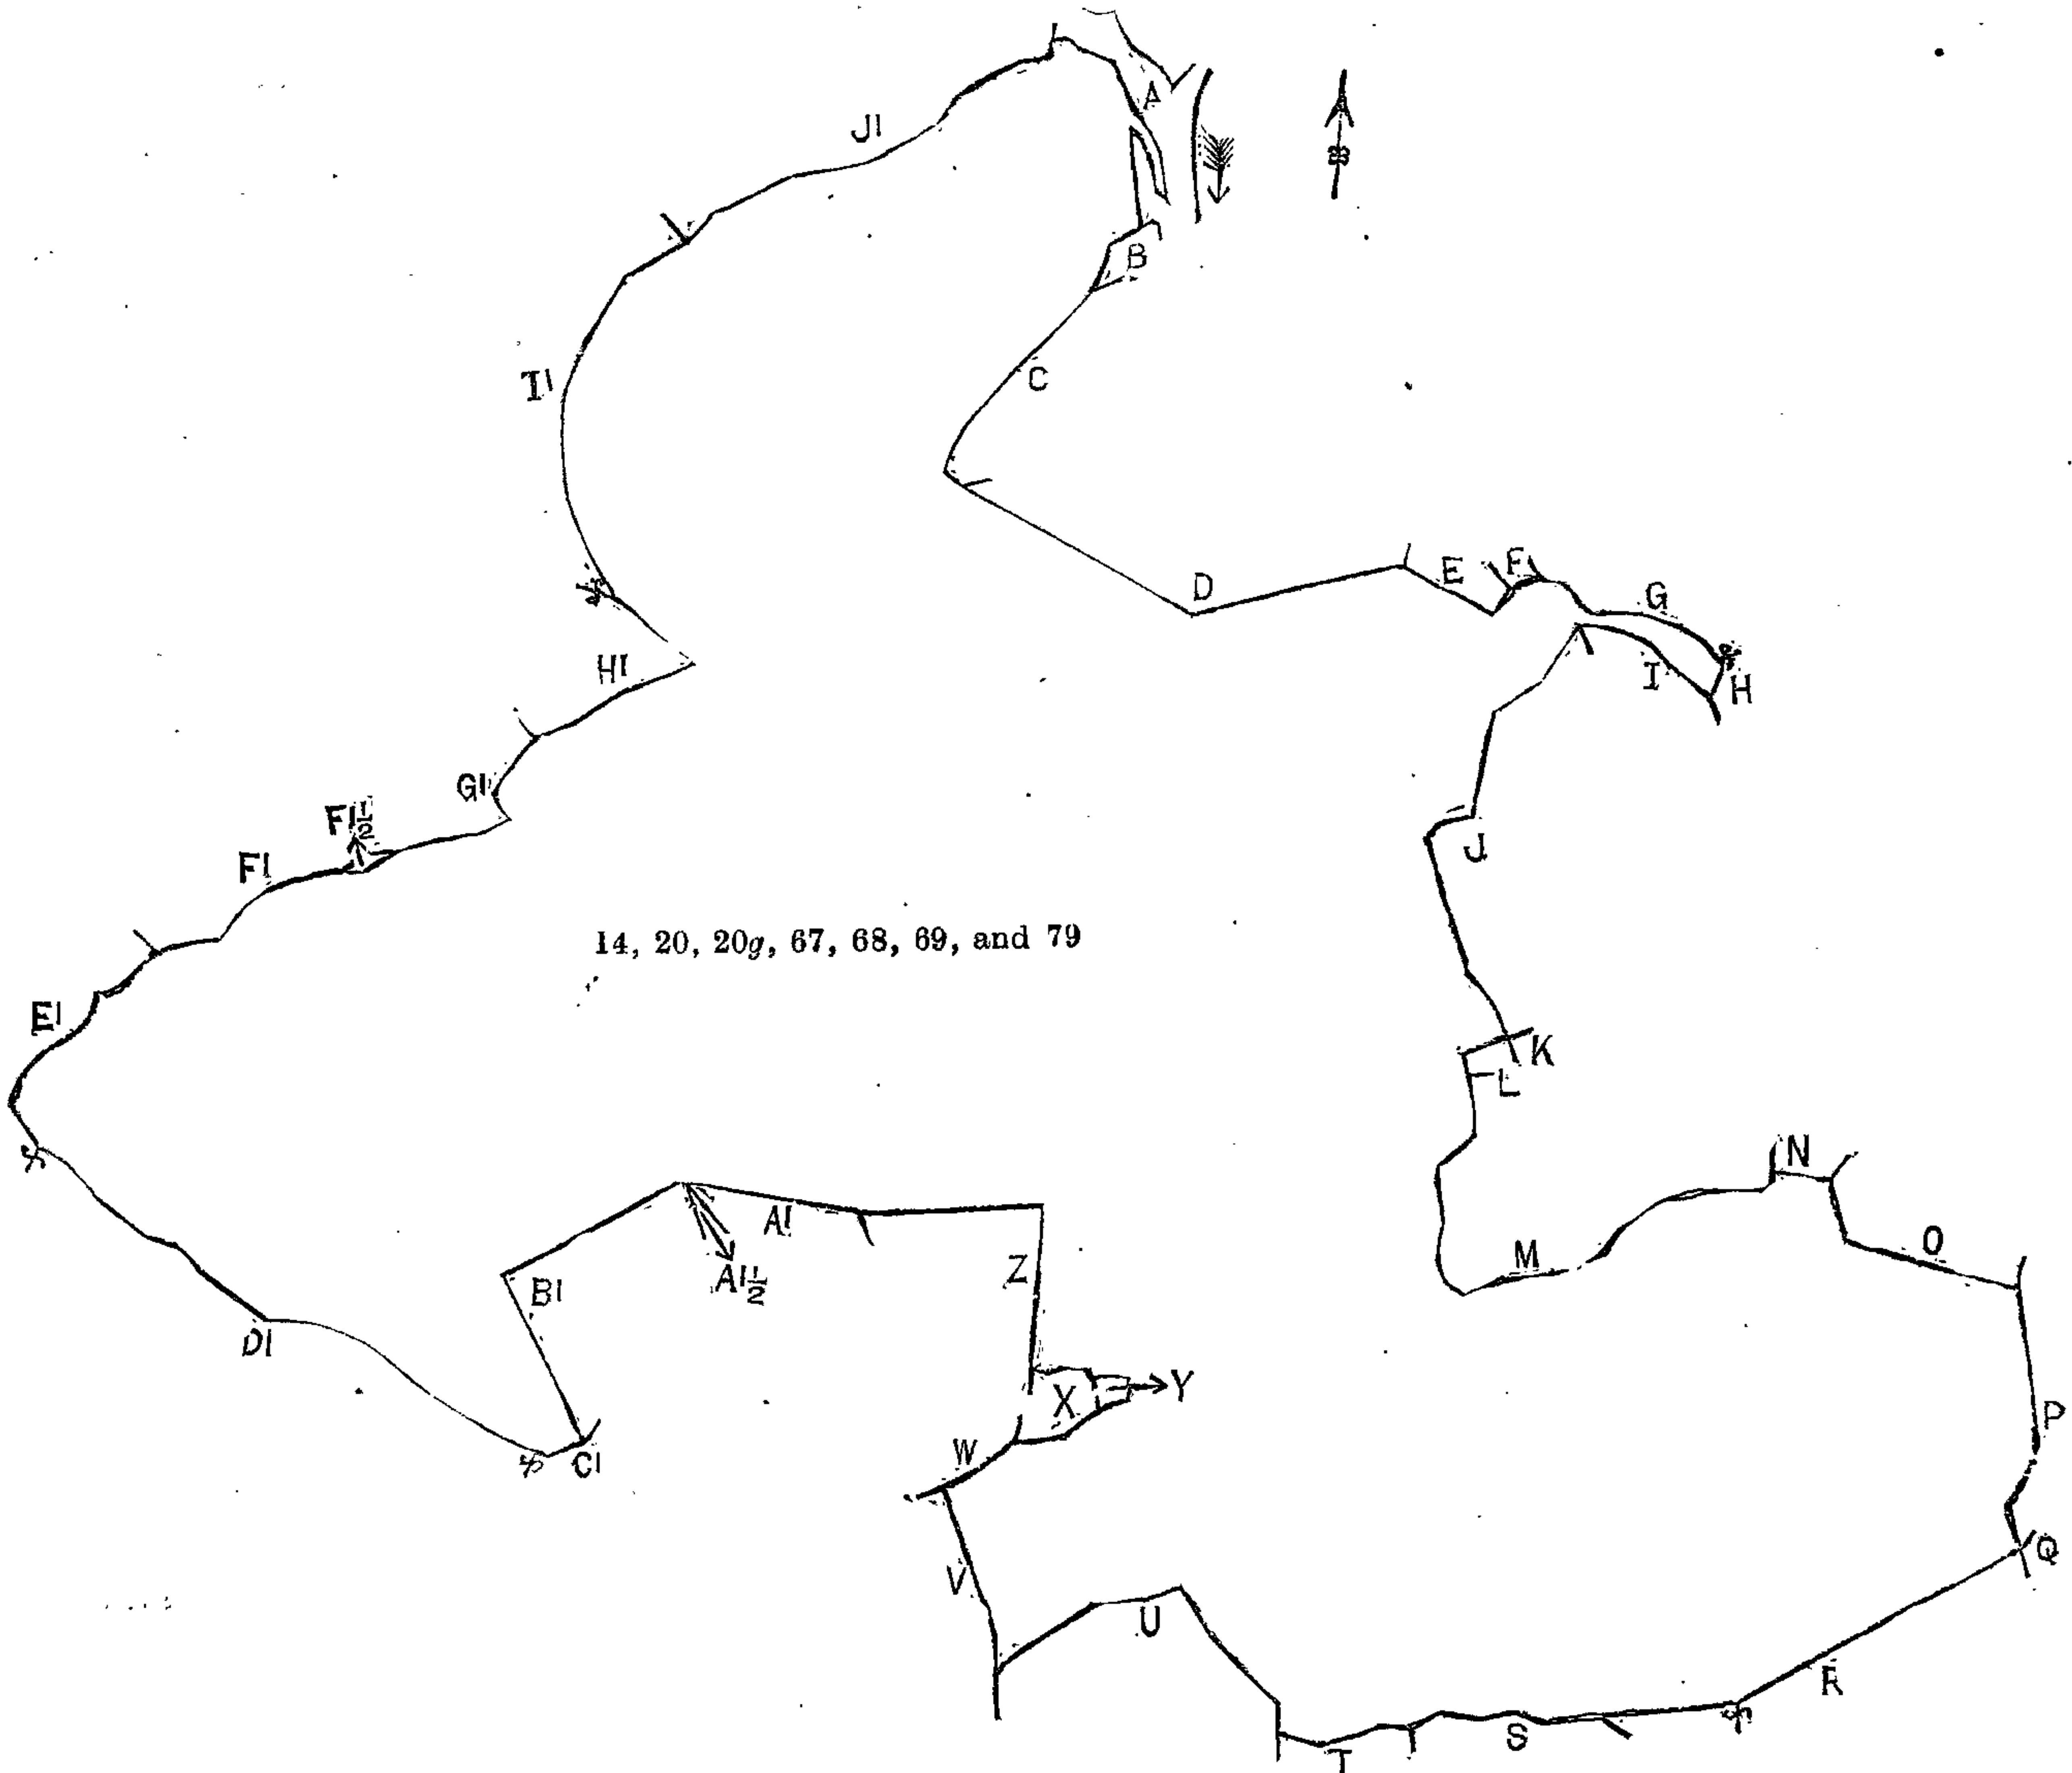 A
J1
B
I1
C
D
E
F
G
H1
I
H
G1
F1½
F1
J
14, 20, 20g, 67, 68, 69, and 79
E1
K
L
N
A1
O
M
Z
B1
A1½
D1
X
Y
P
W
C1
Q
V
U
R
S
T